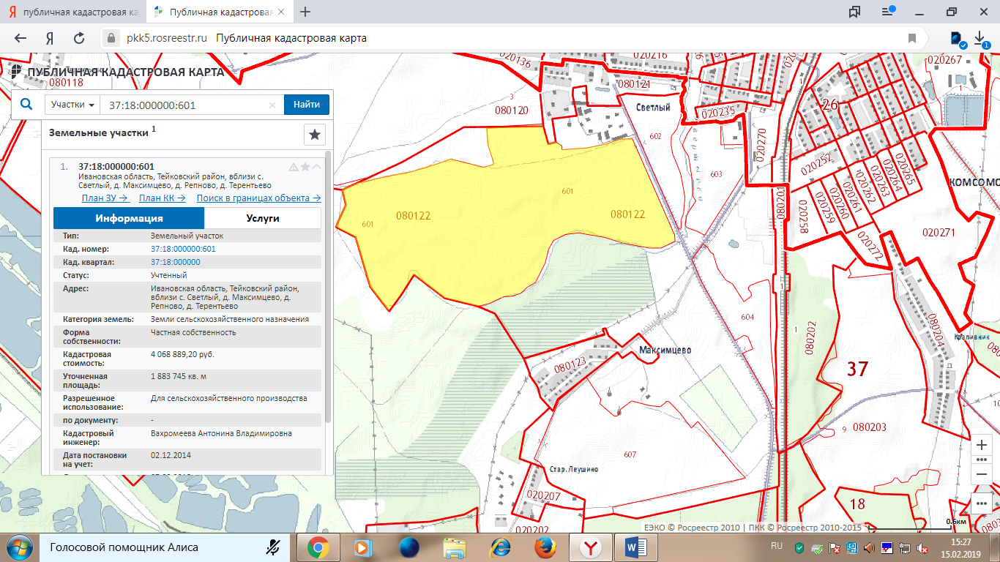 публичная кадастровая ка
Публичная кадастровая
pkk5.rosreestr.ru Публичная кадастровая карта
1
ПУБЛИЧНАЯ КАДАСТРОВАЯ КАРТА
Участки
37:18:000000:601
Найти
Земельные участки 1
1. 37:18:000000:601
Ивановская область, Тейковский район, вблизи с.
Светлый, д. Максимцево, д. Репново, д. Терентьево
План ЗУ → План КК → Поиск в границах объекта →
Информация Услуги
Тип: Земельный участок
Кад. номер: 37:18:000000:601
Кад. квартал: 37:18:000000
Статус: Учтенный
Адрес: Ивановская область, Тейковский район,
вблизи с. Светлый, д. Максимцево, д.
Репново, д. Терентьево
Категория земель: Земли сельскохозяйственного назначения
Форма
собственности: Частная собственность
Кадастровая
стоимость: 4 068 889,20 руб.
Уточненная
площадь: 1 883 745 кв. м
Разрешенное
использование: Для сельскохозяйственного производства
по документу: -
Кадастровый
инженер: Вахромеева Антонина Владимировна
Дата постановки
на учет: 02.12.2014
080118
020136
020216
020267
1
3
080120
080121
Светлый
020235
26
602
603
020270
020252
020265
020264
020263
020262
020261
020260
020259
020258
КОМСОМО
601
080122
080122
601
020271
020272
604
1
080202
080204
Крапивник
Максимцево
080123
37
9
080203
607
Стар. Леушино
020207
020202
18
0.6км
ЕЭКО © Росреестр 2010 | ПКК © Росреестр 2010-2015
Голосовой помощник Алиса
RU
15:27
15.02.2019